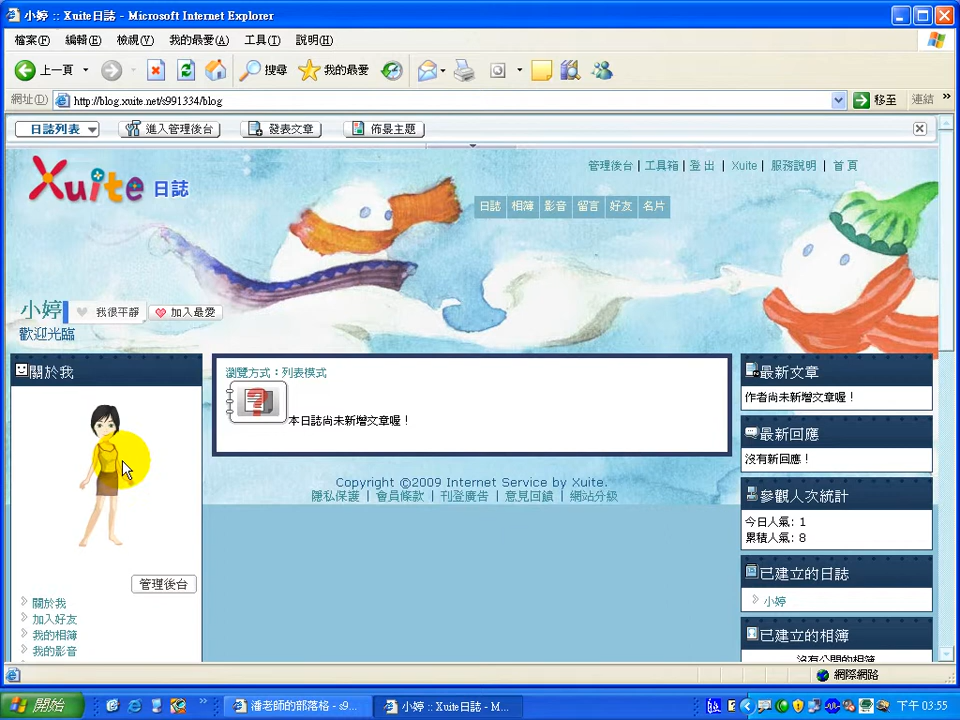 小婷 :: Xuite日誌 - Microsoft Internet Explorer
檔案(F) 編輯(E) 檢視(V) 我的最愛(A) 工具(T) 說明(H)
上一頁 搜尋 我的最愛
網址(D) http://blog.xuite.net/s991334/blog 移至 連結 »
日誌列表 進入管理後台 發表文章 佈景主題
Xuite 日誌
管理後台 | 工具箱 | 登 出 | Xuite | 服務說明 | 首 頁
日誌 相簿 影音 留言 好友 名片
小婷 我很平靜 加入最愛
歡迎光臨
關於我
管理後台
關於我
加入好友
我的相簿
我的影音
瀏覽方式：列表模式
本日誌尚未新增文章喔！
Copyright ©2009 Internet Service by Xuite.
隱私保護 | 會員條款 | 刊登廣告 | 意見回饋 | 網站分級
最新文章
作者尚未新增文章喔！
最新回應
沒有新回應！
參觀人次統計
今日人氣: 1
累積人氣: 8
已建立的日誌
小婷
已建立的相簿
沒有公開的相簿
網際網路
開始 » 潘老師的部落格 - s9... 小婷 :: Xuite日誌 - M... 下午 03:55